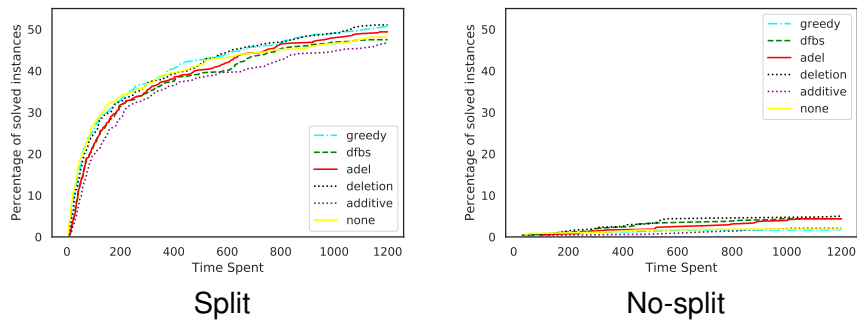 Percentage of solved instances
50
40
30
20
10
0
greedy
dfbs
adel
deletion
additive
none
0 200 400 600 800 1000 1200
Time Spent
Split
Percentage of solved instances
50
40
30
20
10
0
greedy
dfbs
adel
deletion
additive
none
0 200 400 600 800 1000 1200
Time Spent
No-split